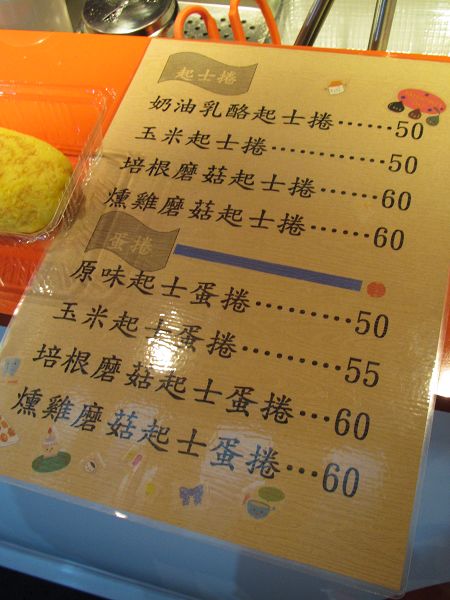 起士捲
奶油乳酪起士捲……50
玉米起士捲…………50
培根磨菇起士捲……60
燻雞磨菇起士捲……60
蛋捲
原味起士蛋捲………50
玉米起士蛋捲………55
培根磨菇起士蛋捲…60
燻雞磨菇起士蛋捲…60